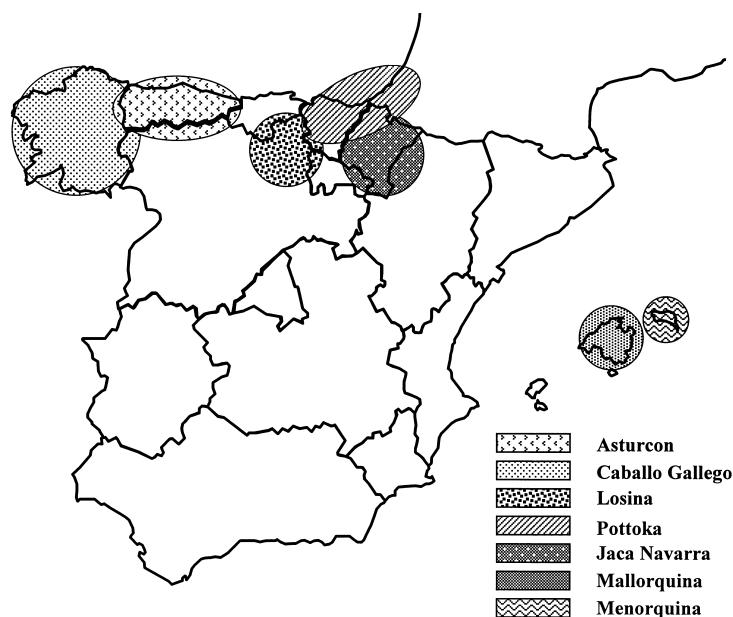 Asturcon
Caballo Gallego
Losina
Pottoka
Jaca Navarra
Mallorquina
Menorquina